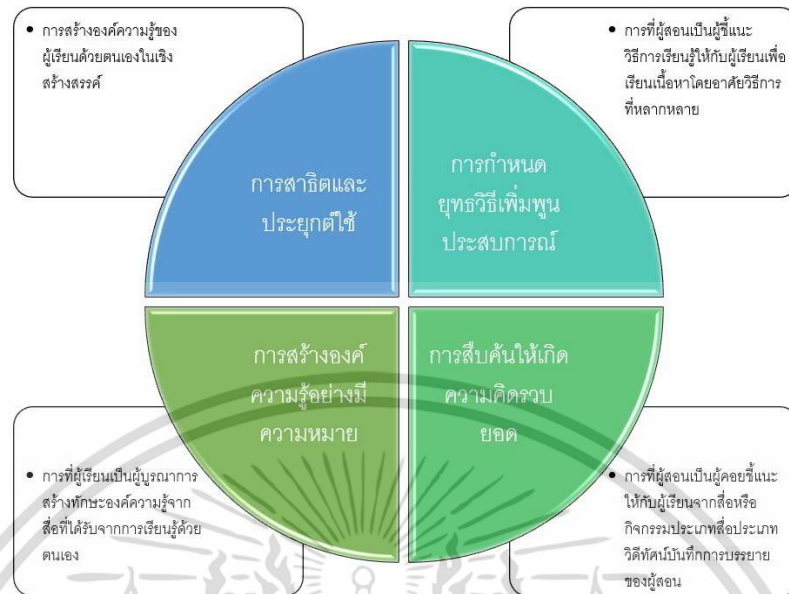 • การสร้างองค์ความรู้ของ
ผู้เรียนด้วยตนเองในเชิง
สร้างสรรค์
• การที่ผู้สอนเป็นผู้ชี้แนะ
วิธีการเรียนรู้ให้กับผู้เรียนเพื่อ
เรียนเนื้อหาโดยอาศัยวิธีการ
ที่หลากหลาย
การสาธิตและ
ประยุกต์ใช้
การกำหนด
ยุทธวิธีเพิ่มพูน
ประสบการณ์
การสร้างองค์
ความรู้อย่างมี
ความหมาย
การสืบค้นให้เกิด
ความคิดรวบ
ยอด
• การที่ผู้เรียนเป็นผู้บูรณาการ
สร้างทักษะองค์ความรู้จาก
สื่อที่ได้รับจากการเรียนรู้ด้วย
ตนเอง
• การที่ผู้สอนเป็นผู้คอยชี้แนะ
ให้กับผู้เรียนจากสื่อหรือ
กิจกรรมประเภทสื่อประเภท
วิดีทัศน์บันทึกการบรรยาย
ของผู้สอน